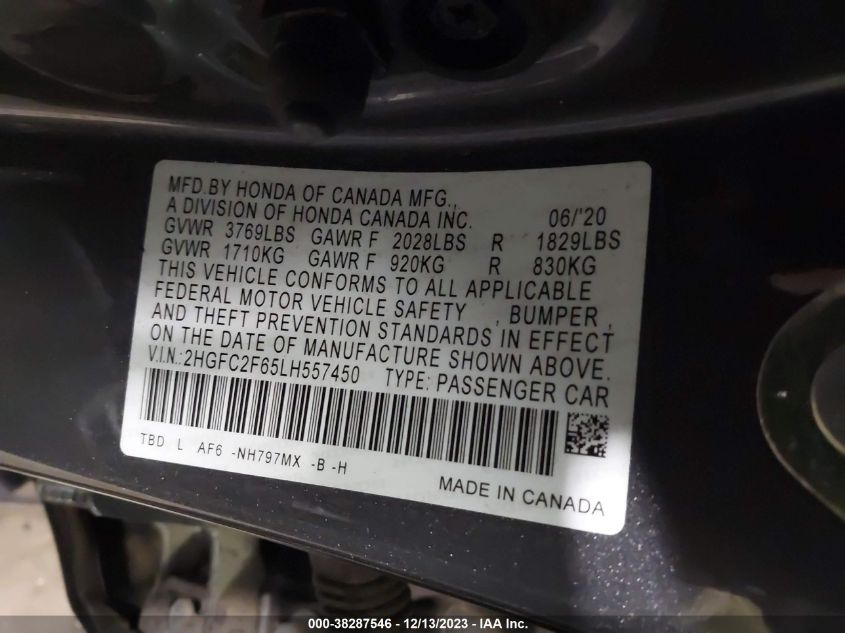 MFD.BY HONDA OF CANADA MFG.,
A DIVISION OF HONDA CANADA INC. 06/'20
GVWR 3769LBS GAWR F 2028LBS R 1829LBS
GVWR 1710KG GAWR F 920KG R 830KG
THIS VEHICLE CONFORMS TO ALL APPLICABLE
FEDERAL MOTOR VEHICLE SAFETY , BUMPER ,
AND THEFT PREVENTION STANDARDS IN EFFECT
ON THE DATE OF MANUFACTURE SHOWN ABOVE.
V.I.N.:2HGFC2F65LH557450 TYPE: PASSENGER CAR
TBD L AF6 -NH797MX -B -H
MADE IN CANADA
000-38287546 - 12/13/2023 - IAA Inc.